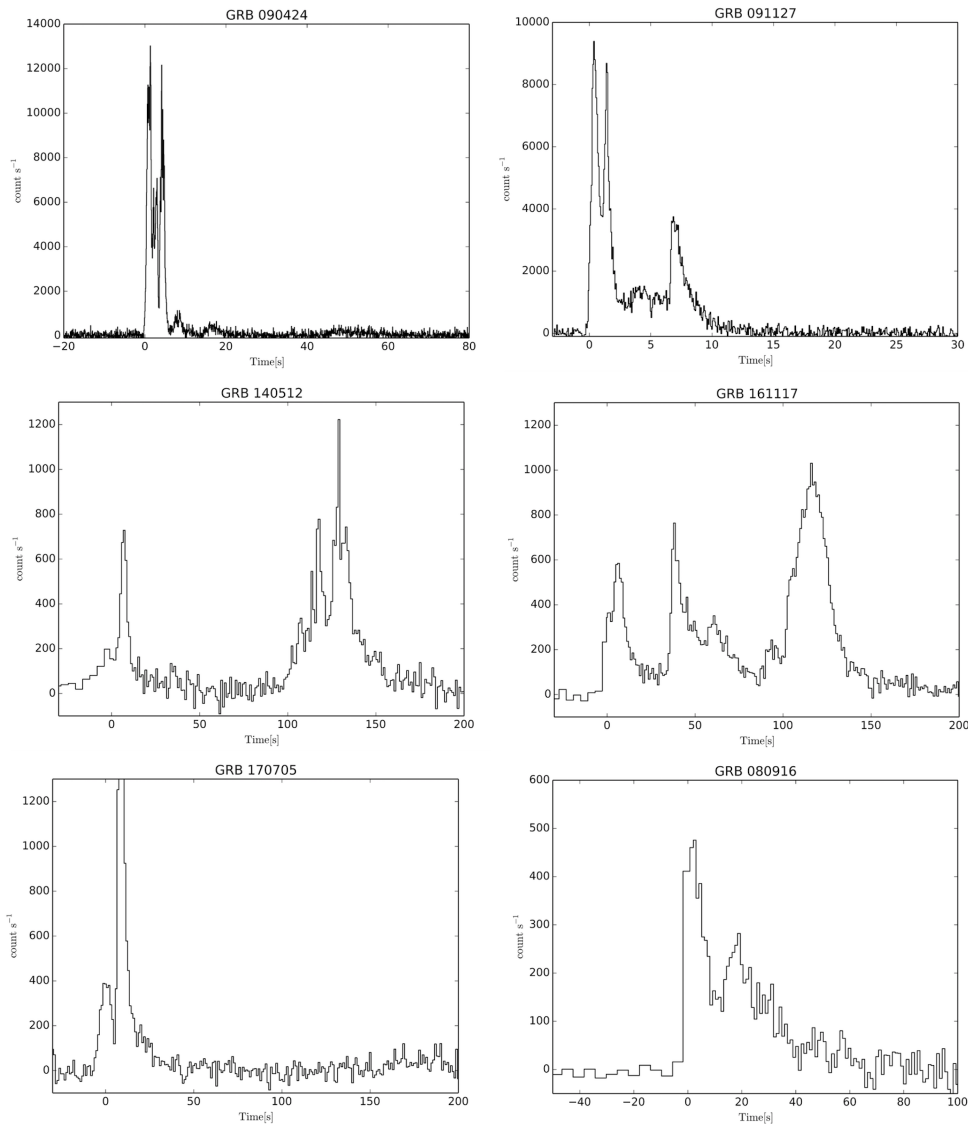 GRB 090424
14000
12000
10000
8000
6000
4000
2000
0
count s⁻¹
−20 0 20 40 60 80
Time[s]
GRB 091127
10000
8000
6000
4000
2000
0
count s⁻¹
0 5 10 15 20 25 30
Time[s]
GRB 140512
1200
1000
800
600
400
200
0
count s⁻¹
0 50 100 150 200
Time[s]
GRB 161117
1200
1000
800
600
400
200
0
count s⁻¹
0 50 100 150 200
Time[s]
GRB 170705
1200
1000
800
600
400
200
0
count s⁻¹
0 50 100 150 200
Time[s]
GRB 080916
600
500
400
300
200
100
0
count s⁻¹
−40 −20 0 20 40 60 80 100
Time[s]